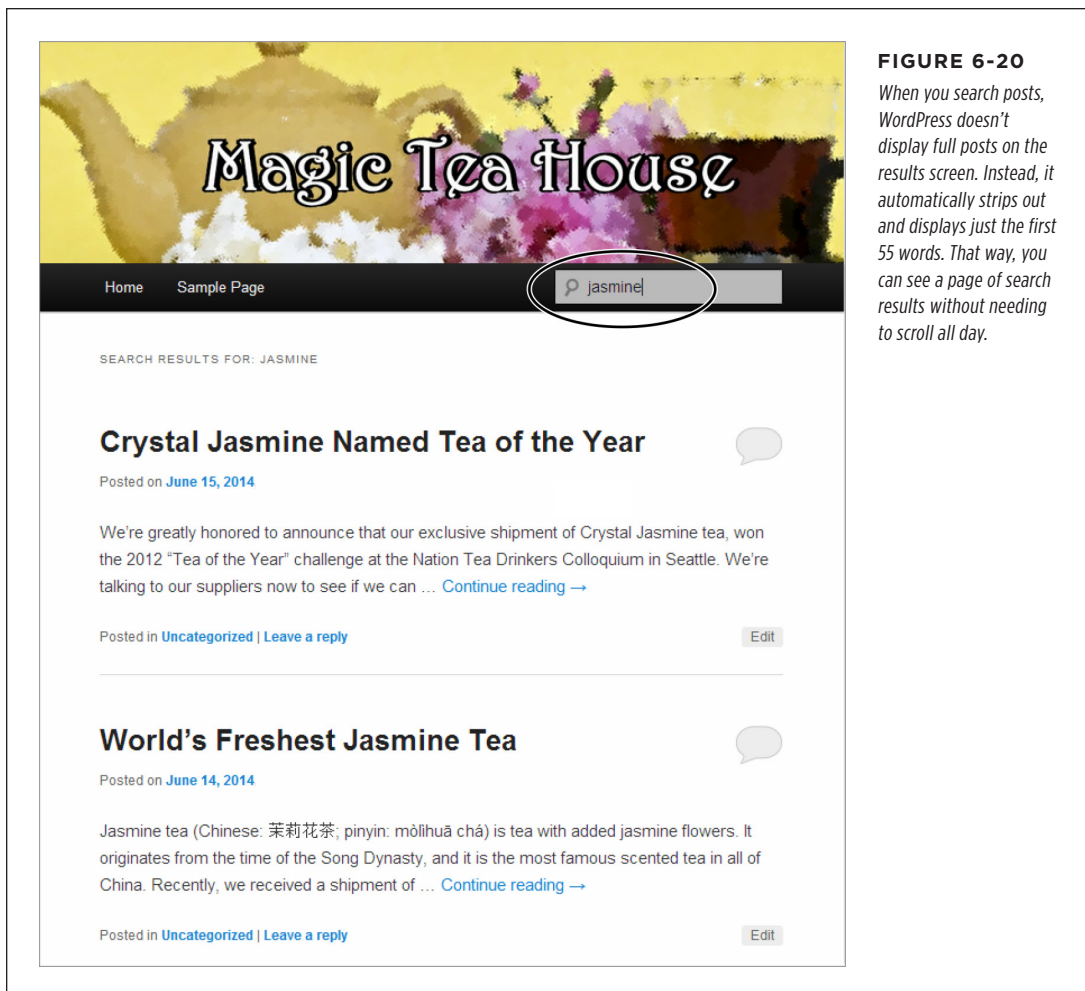 Magic Tea House
Home Sample Page jasmine
SEARCH RESULTS FOR: JASMINE
Crystal Jasmine Named Tea of the Year
Posted on June 15, 2014
We're greatly honored to announce that our exclusive shipment of Crystal Jasmine tea, won
the 2012 “Tea of the Year” challenge at the Nation Tea Drinkers Colloquium in Seattle. We're
talking to our suppliers now to see if we can … Continue reading →
Posted in Uncategorized | Leave a reply Edit
World's Freshest Jasmine Tea
Posted on June 14, 2014
Jasmine tea (Chinese: 茉莉花茶; pinyin: mòlìhuā chá) is tea with added jasmine flowers. It
originates from the time of the Song Dynasty, and it is the most famous scented tea in all of
China. Recently, we received a shipment of … Continue reading →
Posted in Uncategorized | Leave a reply Edit
FIGURE 6-20
When you search posts,
WordPress doesn't
display full posts on the
results screen. Instead, it
automatically strips out
and displays just the first
55 words. That way, you
can see a page of search
results without needing
to scroll all day.